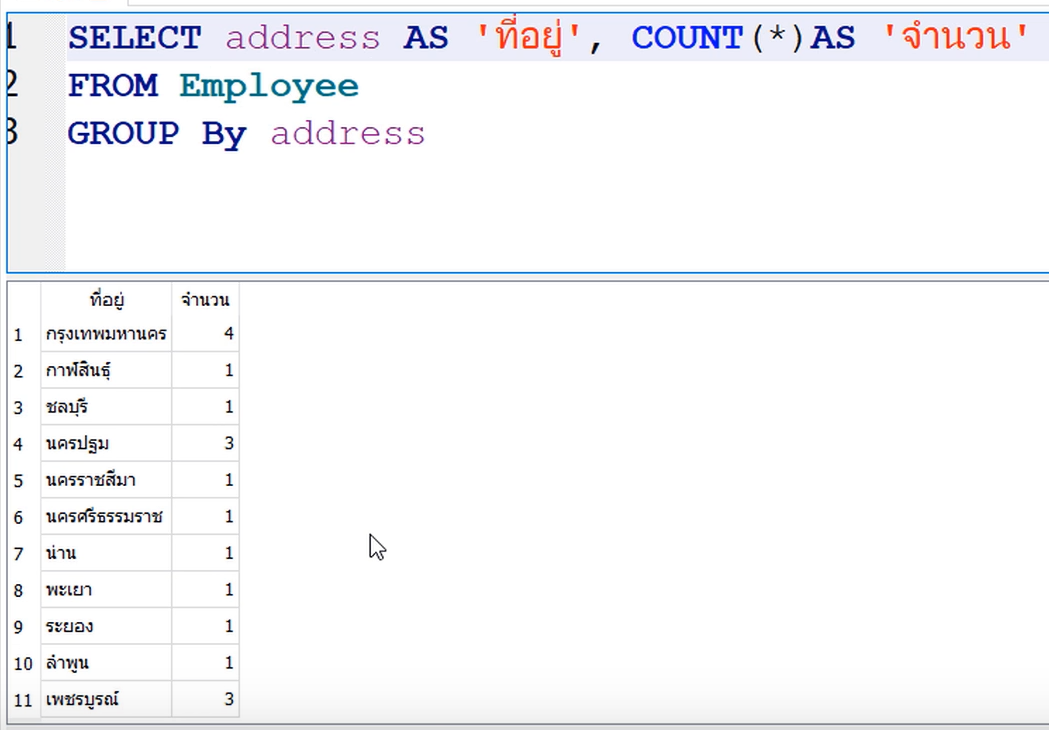 1 SELECT address AS 'ที่อยู่', COUNT(*)AS 'จำนวน'
2 FROM Employee
3 GROUP By address
ที่อยู่ จำนวน
1 กรุงเทพมหานคร 4
2 กาฬสินธุ์ 1
3 ชลบุรี 1
4 นครปฐม 3
5 นครราชสีมา 1
6 นครศรีธรรมราช 1
7 น่าน 1
8 พะเยา 1
9 ระยอง 1
10 ลำพูน 1
11 เพชรบูรณ์ 3